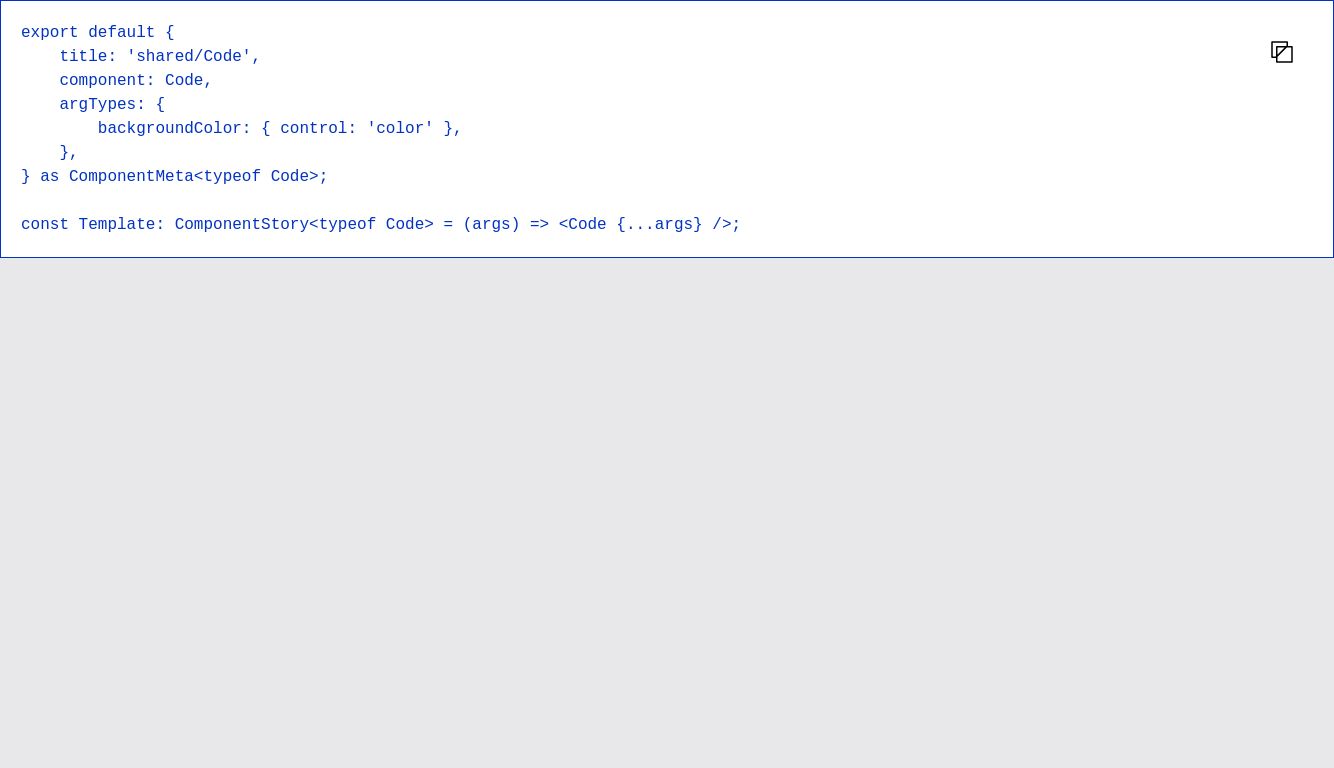 export default {
    title: 'shared/Code',
    component: Code,
    argTypes: {
        backgroundColor: { control: 'color' },
    },
} as ComponentMeta<typeof Code>;

const Template: ComponentStory<typeof Code> = (args) => <Code {...args} />;